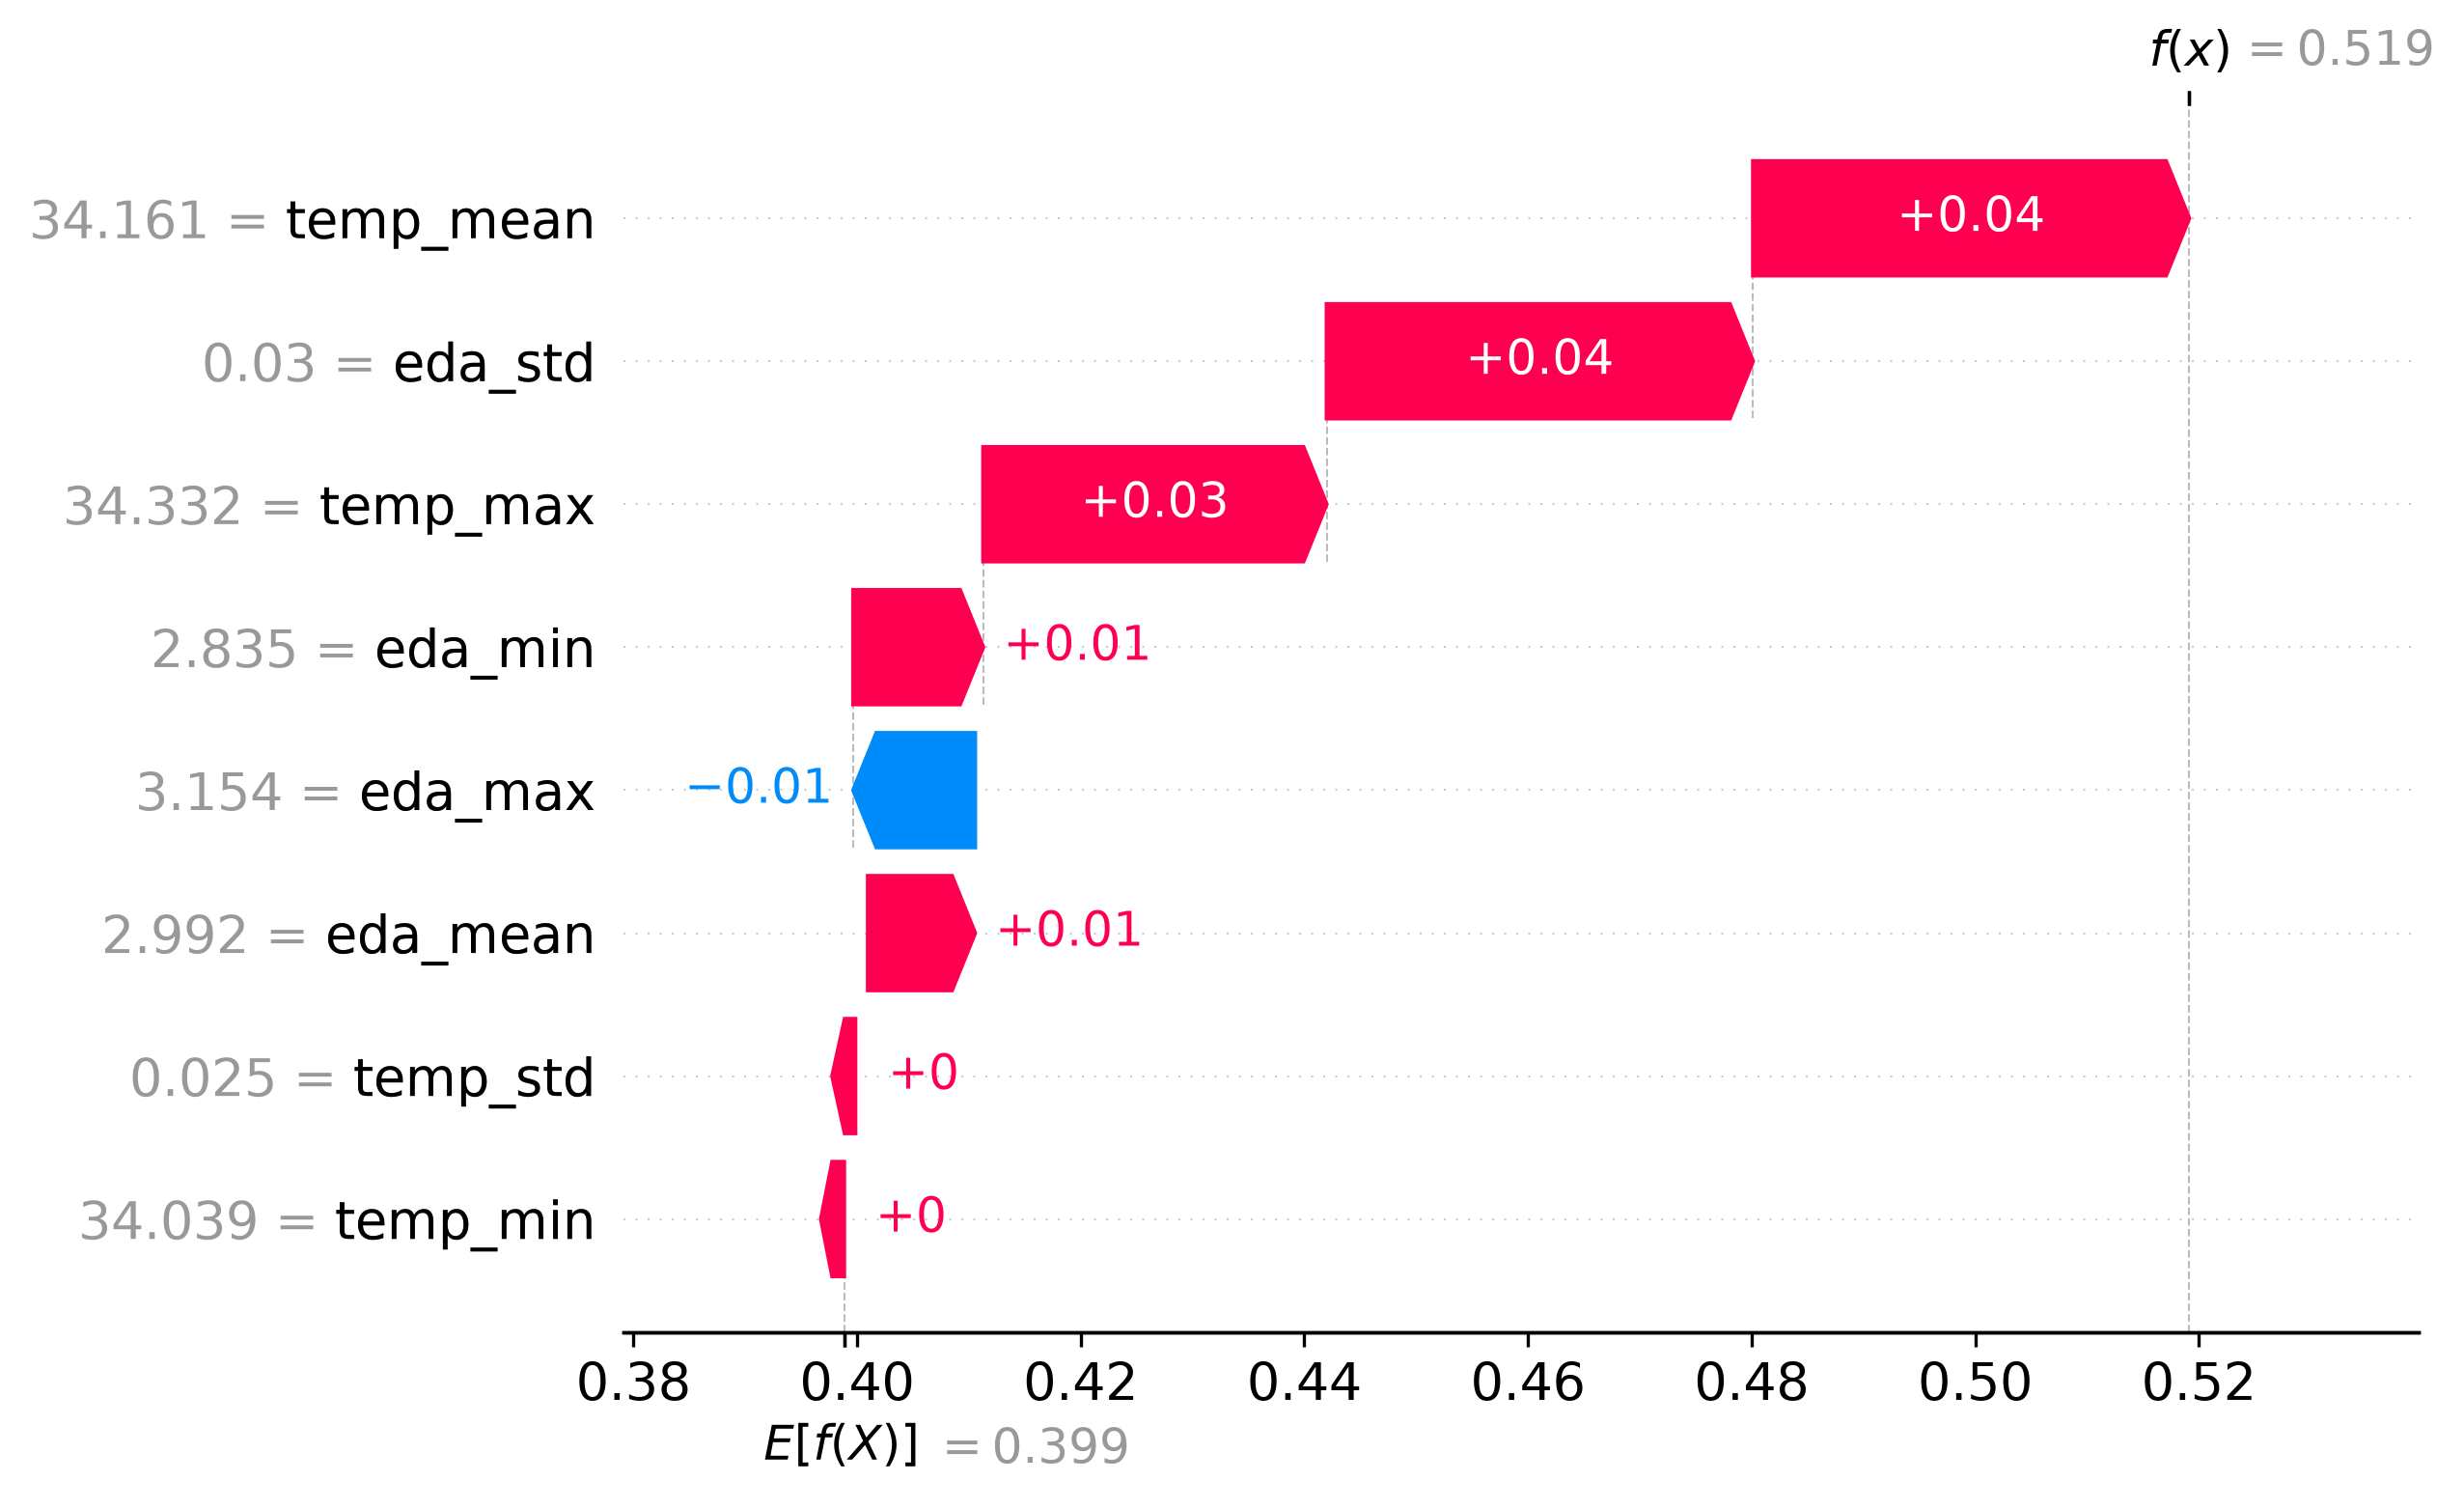 f(x) = 0.519
34.161 = temp_mean +0.04
0.03 = eda_std +0.04
34.332 = temp_max +0.03
2.835 = eda_min +0.01
3.154 = eda_max −0.01
2.992 = eda_mean +0.01
0.025 = temp_std +0
34.039 = temp_min +0
0.38 0.40 0.42 0.44 0.46 0.48 0.50 0.52
E[f(X)] = 0.399